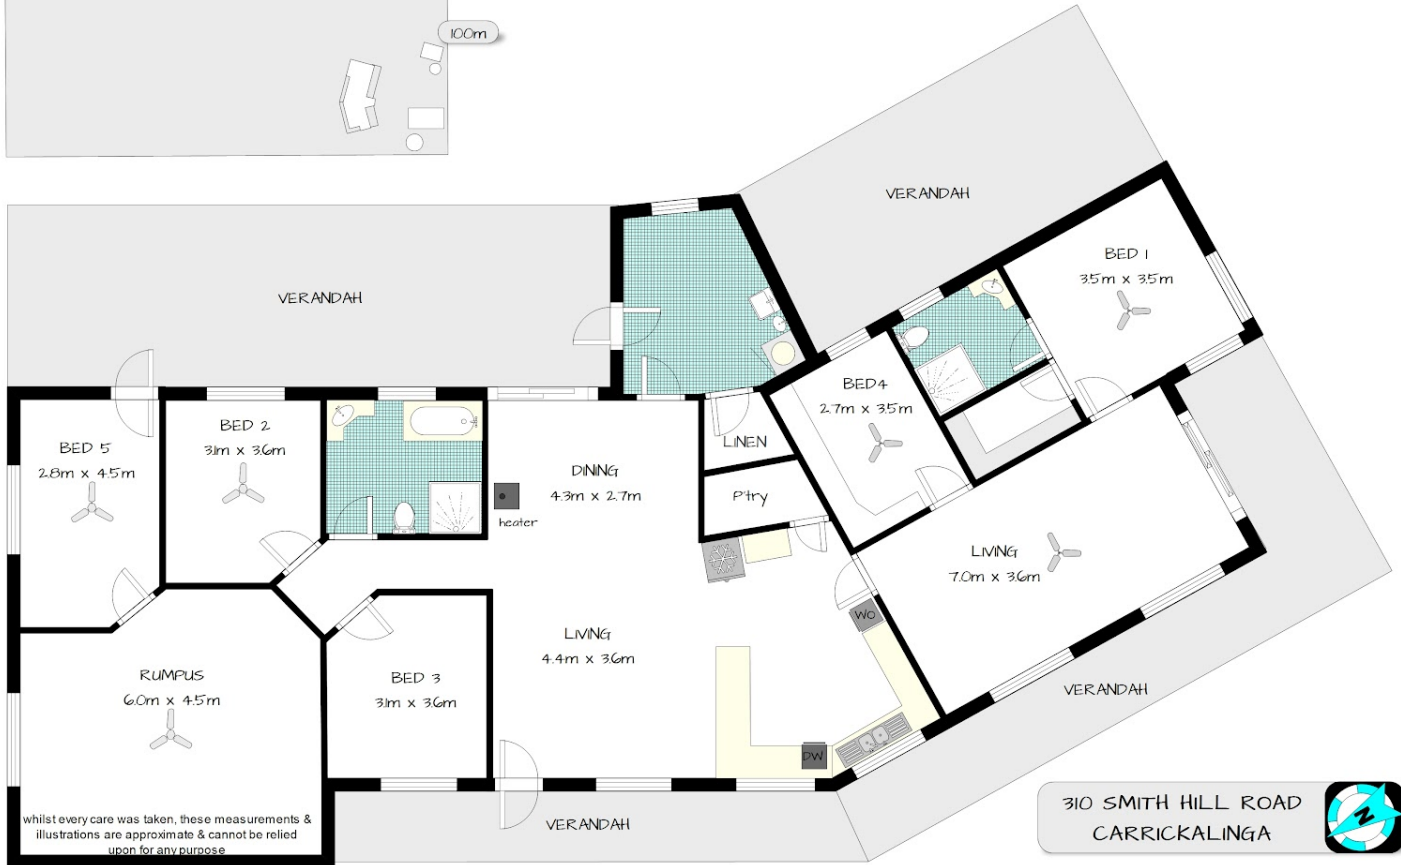 100m
VERANDAH
VERANDAH
BED 1
3.5m x 3.5m
BED 5
2.8m x 4.5m
BED 2
3.1m x 3.6m
DINING
4.3m x 2.7m
heater
LINEN
P'try
BED 4
2.7m x 3.5m
LIVING
7.0m x 3.6m
WO
LIVING
4.4m x 3.6m
RUMPUS
6.0m x 4.5m
BED 3
3.1m x 3.6m
DW
VERANDAH
VERANDAH
whilst every care was taken, these measurements &
illustrations are approximate & cannot be relied
upon for any purpose
310 SMITH HILL ROAD
CARRICKALINGA
N